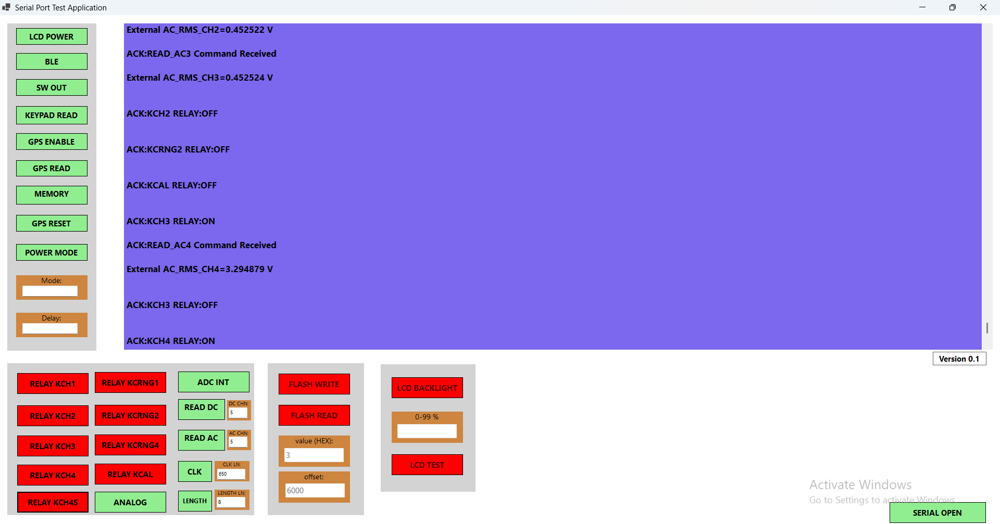 Serial Port Test Application
LCD POWER
BLE
SW OUT
KEYPAD READ
GPS ENABLE
GPS READ
MEMORY
GPS RESET
POWER MODE
Mode:
Delay:
External AC_RMS_CH2=0.452522 V
ACK:READ_AC3 Command Received
External AC_RMS_CH3=0.452524 V
ACK:KCH2 RELAY:OFF
ACK:KCRNG2 RELAY:OFF
ACK:KCAL RELAY:OFF
ACK:KCH3 RELAY:ON
ACK:READ_AC4 Command Received
External AC_RMS_CH4=3.294879 V
ACK:KCH3 RELAY:OFF
ACK:KCH4 RELAY:ON
Version 0.1
RELAY KCH1
RELAY KCH2
RELAY KCH3
RELAY KCH4
RELAY KCH4S
RELAY KCRNG1
RELAY KCRNG2
RELAY KCRNG4
RELAY KCAL
ANALOG
ADC INT
READ DC
DC CHN:
5
READ AC
AC CHN:
5
CLK
CLK LN:
650
LENGTH
LENGTH LN:
8
FLASH WRITE
FLASH READ
value (HEX):
3
offset:
6000
LCD BACKLIGHT
0-99 %
LCD TEST
Activate Windows
Go to Settings to activate Windows.
SERIAL OPEN